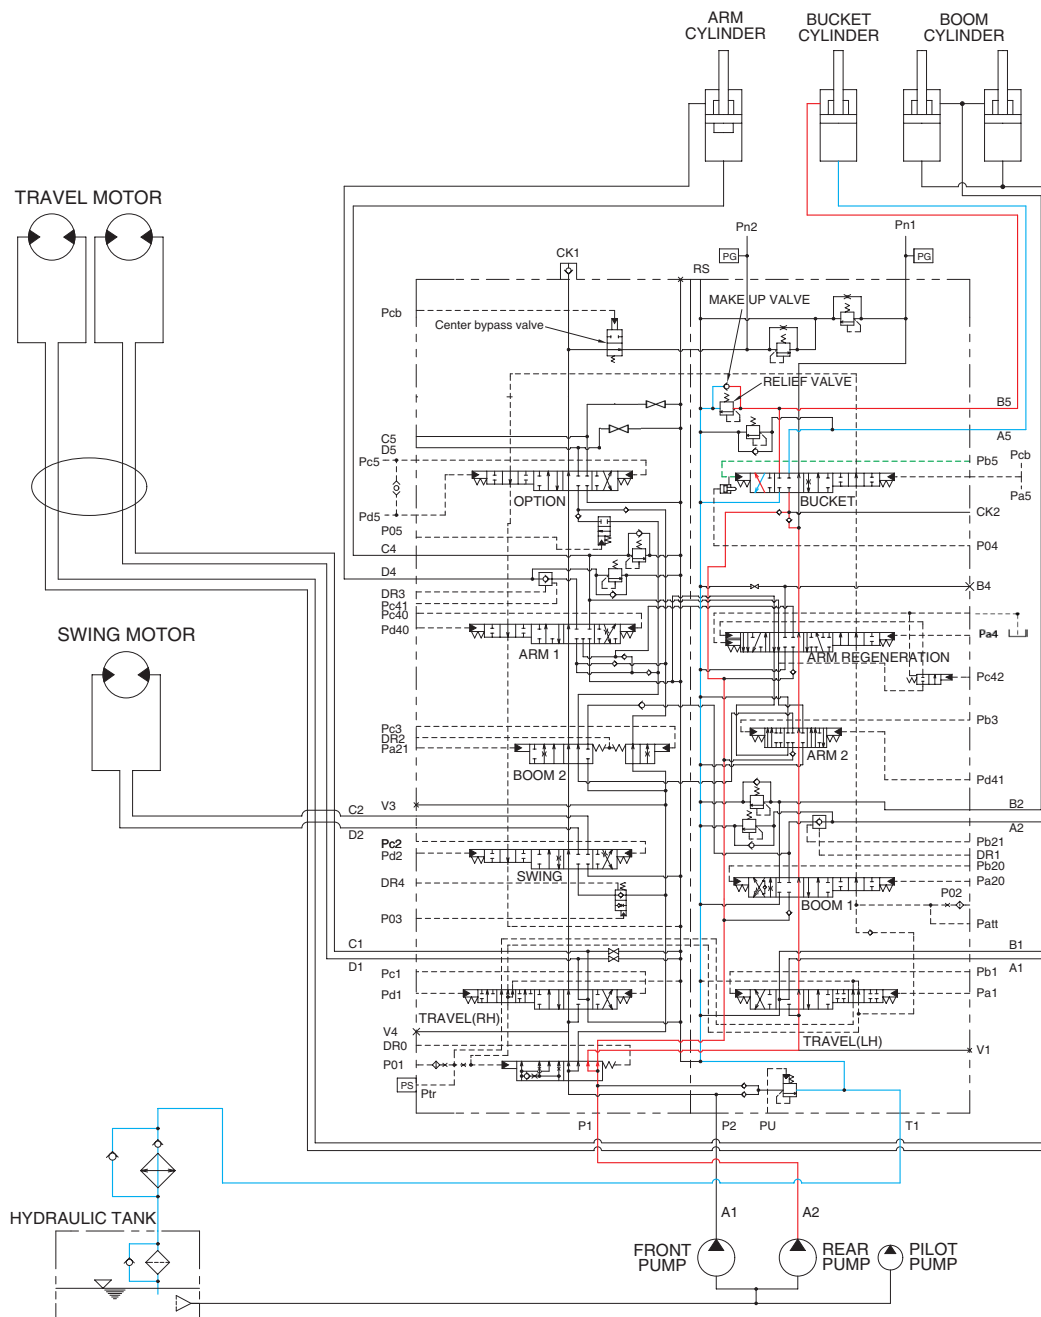 ARM CYLINDER
BUCKET CYLINDER
BOOM CYLINDER
TRAVEL MOTOR
Pn2
Pn1
PG
PG
CK1
RS
MAKE UP VALVE
Pcb
Center bypass valve
RELIEF VALVE
B5
C5
D5
A5
Pc5
Pb5
Pcb
OPTION
BUCKET
Pa5
Pd5
CK2
P05
P04
C4
D4
B4
DR3
Pc41
Pc40
Pd40
Pa4
SWING MOTOR
ARM 1
ARM REGENERATION
Pc42
Pc3
DR2
Pa21
Pb3
BOOM 2
ARM 2
Pd41
C2
V3
B2
D2
A2
Pc2
Pd2
Pb21
DR1
Pb20
SWING
DR4
Pa20
BOOM 1
P02
P03
Patt
C1
B1
D1
A1
Pc1
Pb1
Pd1
Pa1
TRAVEL(RH)
V4
TRAVEL(LH)
DR0
V1
P01
PS
Ptr
P1
P2
PU
T1
HYDRAULIC TANK
A1
A2
FRONT PUMP
REAR PUMP
PILOT PUMP